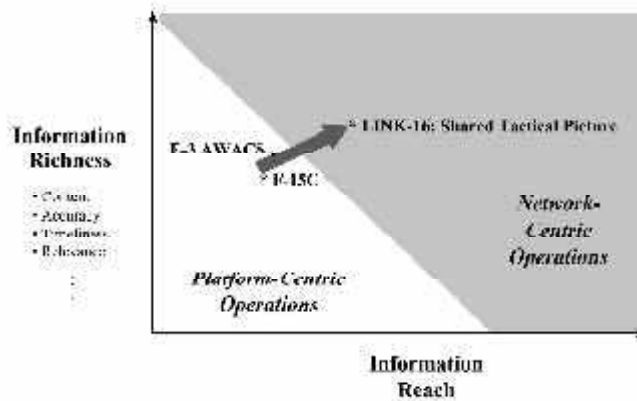 * LINK-16: Shared Tactical Picture
Information
Richness
E-3 AWACS
* F-15C
• Content
• Accuracy
• Timeliness
• Relevance
Network-
Centric
Operations
Platform-Centric
Operations
Information
Reach